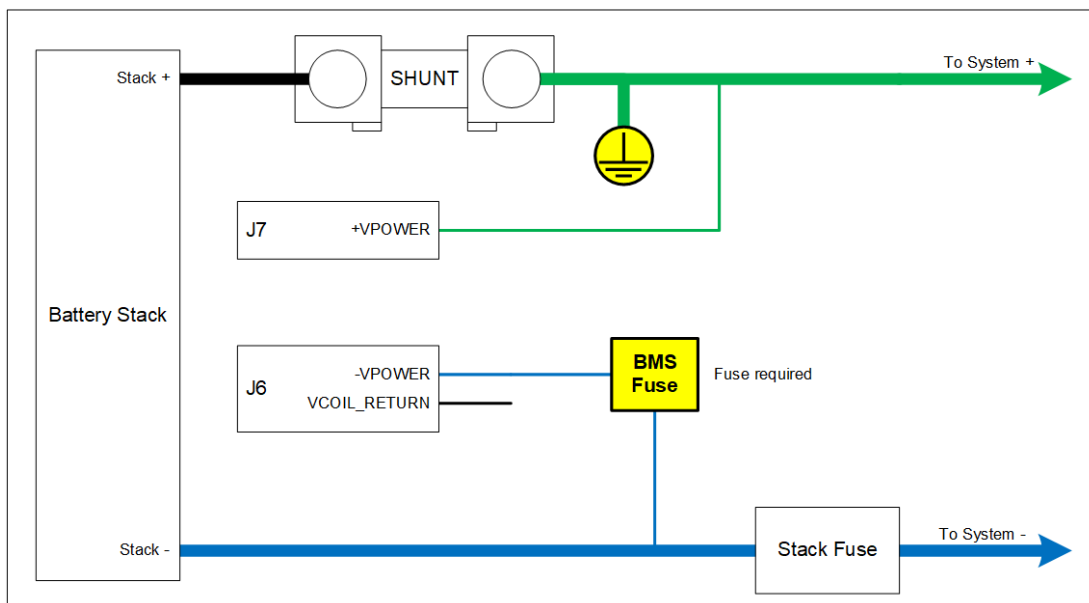 Stack +
SHUNT
To System +
J7
+VPOWER
Battery Stack
J6
-VPOWER
VCOIL_RETURN
BMS
Fuse
Fuse required
Stack -
Stack Fuse
To System -